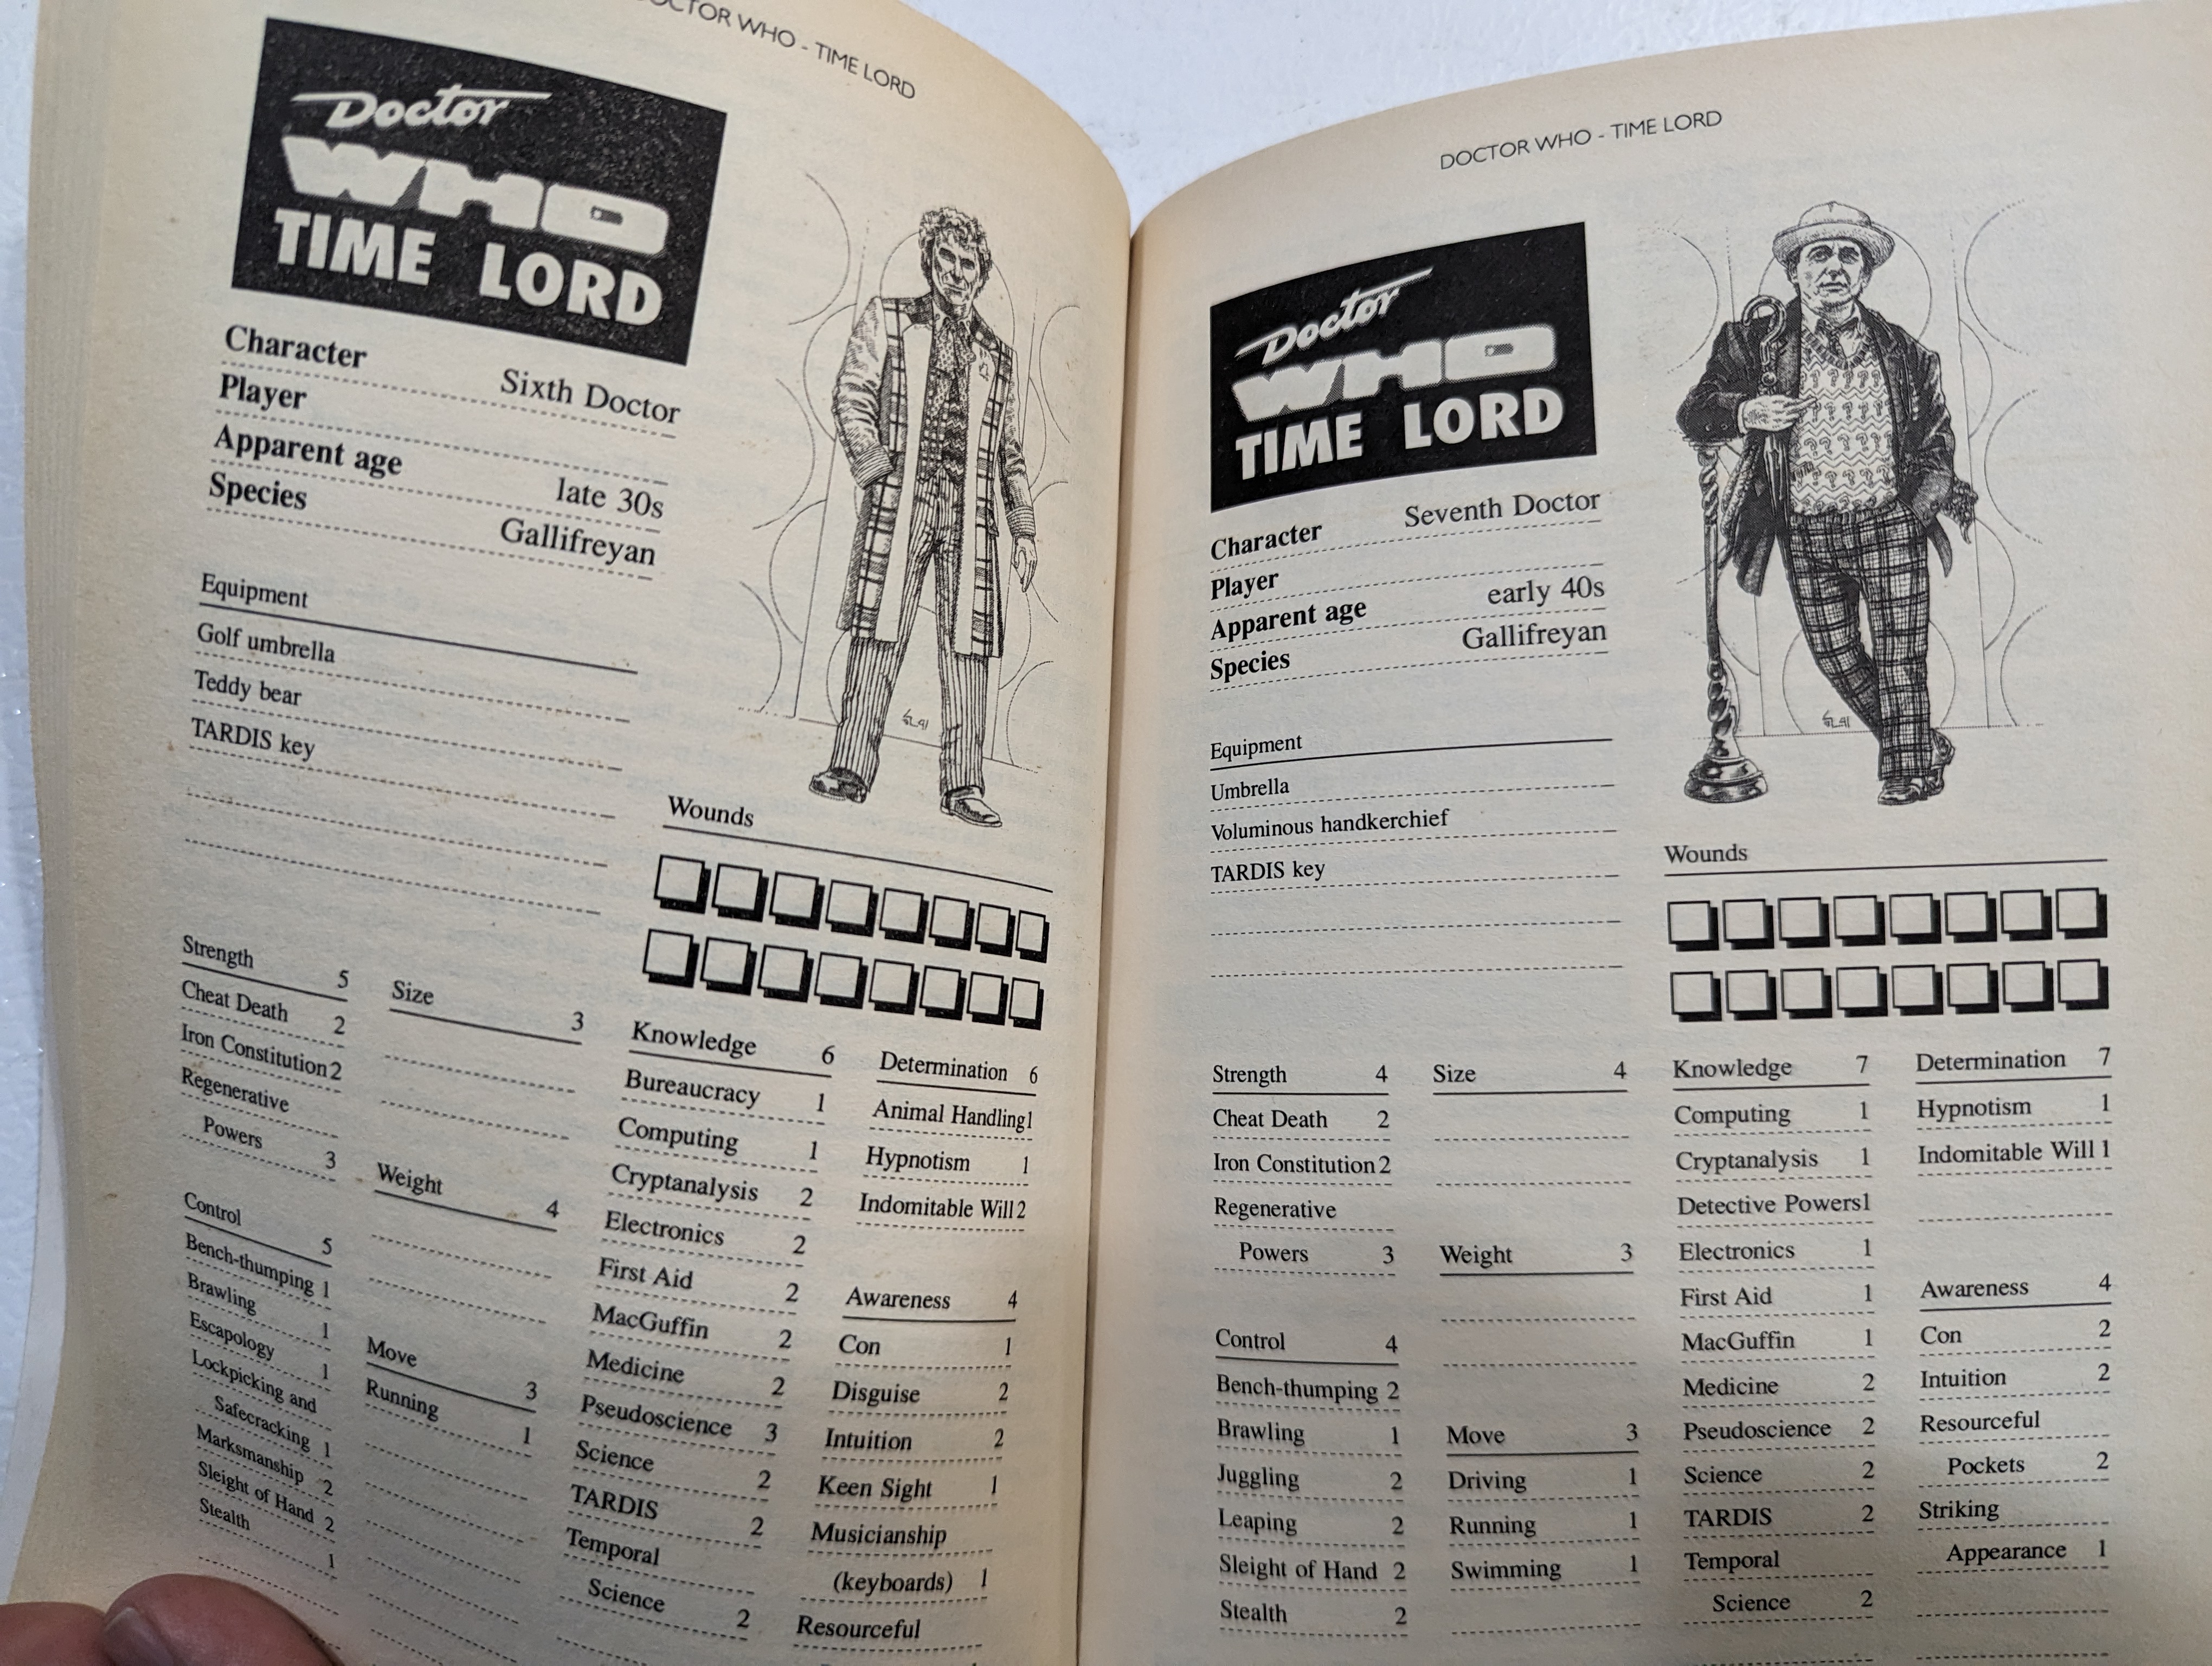 DOCTOR WHO - TIME LORD
Doctor
WHO
TIME LORD
Character Sixth Doctor
Player
Apparent age late 30s
Species Gallifreyan
Equipment
Golf umbrella
Teddy bear
TARDIS key
Wounds
Strength 5
Cheat Death 2
Iron Constitution 2
Regenerative
Powers 3
Control 5
Bench-thumping 1
Brawling 1
Escapology 1
Lockpicking and
Safecracking 1
Marksmanship 2
Sleight of Hand 2
Stealth 1
Size 3
Weight 4
Move 3
Running 1
Knowledge 6
Bureaucracy 1
Computing 1
Cryptanalysis 2
Electronics 2
First Aid 2
MacGuffin 2
Medicine 2
Pseudoscience 3
Science 2
TARDIS 2
Temporal
Science 2
Determination 6
Animal Handling 1
Hypnotism 1
Indomitable Will 2
Awareness 4
Con 1
Disguise 2
Intuition 2
Keen Sight 1
Musicianship
(keyboards) 1
Resourceful
DOCTOR WHO - TIME LORD
Doctor
WHO
TIME LORD
Character Seventh Doctor
Player
Apparent age early 40s
Species Gallifreyan
Equipment
Umbrella
Voluminous handkerchief
TARDIS key
Wounds
Strength 4
Cheat Death 2
Iron Constitution 2
Regenerative
Powers 3
Control 4
Bench-thumping 2
Brawling 1
Juggling 2
Leaping 2
Sleight of Hand 2
Stealth 2
Size 4
Weight 3
Move 3
Driving 1
Running 1
Swimming 1
Knowledge 7
Computing 1
Cryptanalysis 1
Detective Powers 1
Electronics 1
First Aid 1
MacGuffin 1
Medicine 2
Pseudoscience 2
Science 2
TARDIS 2
Temporal
Science 2
Determination 7
Hypnotism 1
Indomitable Will 1
Awareness 4
Con 2
Intuition 2
Resourceful
Pockets 2
Striking
Appearance 1